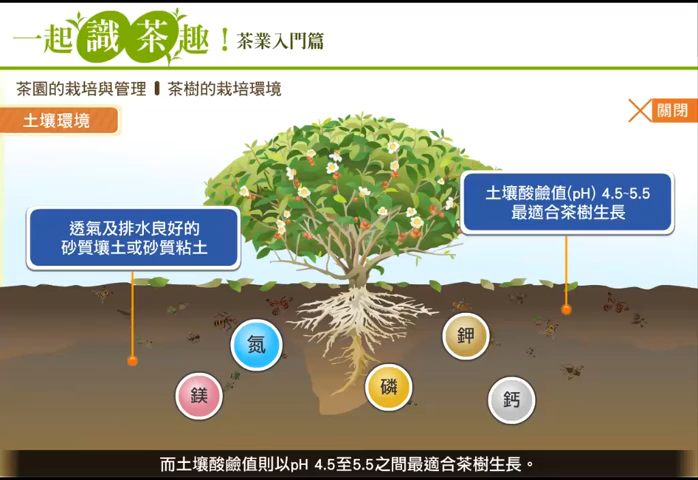 一起識茶趣！茶業入門篇
茶園的栽培與管理 ▮ 茶樹的栽培環境
土壤環境
關閉
土壤酸鹼值(pH) 4.5~5.5
最適合茶樹生長
透氣及排水良好的
砂質壤土或砂質粘土
氮
鉀
鎂
磷
鈣
而土壤酸鹼值則以pH 4.5至5.5之間最適合茶樹生長。